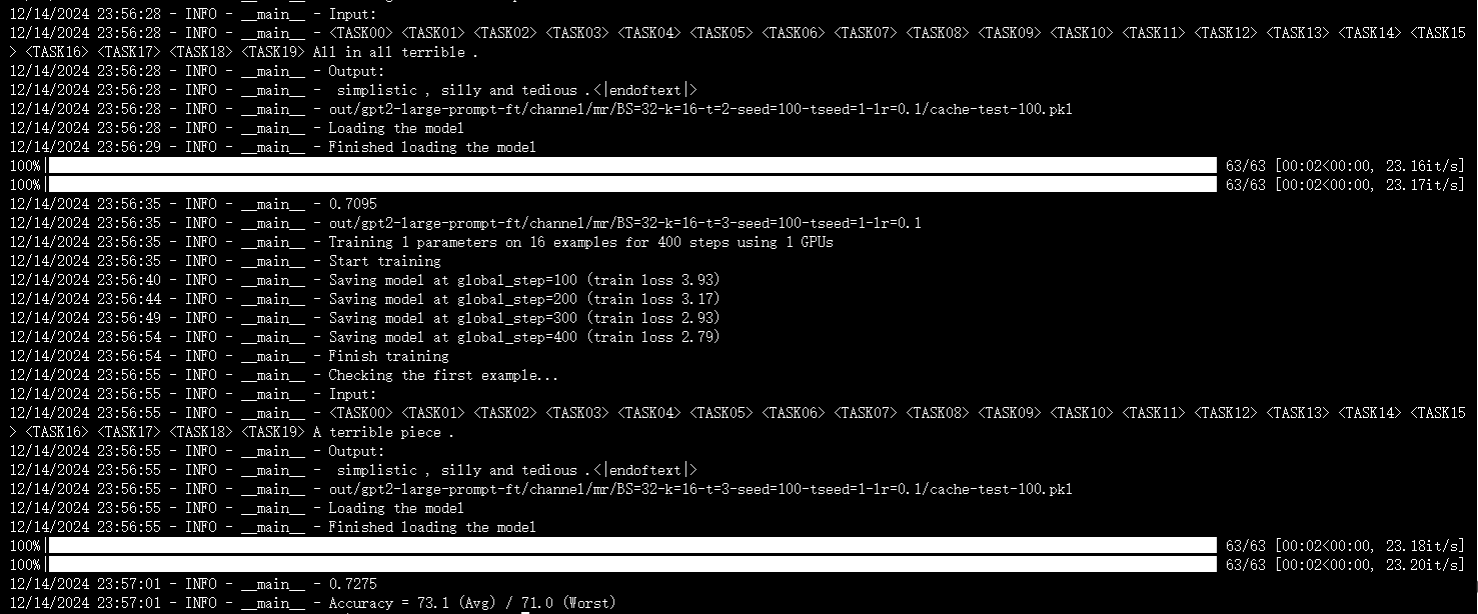 12/14/2024 23:56:28 - INFO - __main__ - Input:
12/14/2024 23:56:28 - INFO - __main__ - <TASK00> <TASK01> <TASK02> <TASK03> <TASK04> <TASK05> <TASK06> <TASK07> <TASK08> <TASK09> <TASK10> <TASK11> <TASK12> <TASK13> <TASK14> <TASK15
> <TASK16> <TASK17> <TASK18> <TASK19> All in all terrible .
12/14/2024 23:56:28 - INFO - __main__ - Output:
12/14/2024 23:56:28 - INFO - __main__ -  simplistic , silly and tedious .<|endoftext|>
12/14/2024 23:56:28 - INFO - __main__ - out/gpt2-large-prompt-ft/channel/mr/BS=32-k=16-t=2-seed=100-tseed=1-lr=0.1/cache-test-100.pkl
12/14/2024 23:56:28 - INFO - __main__ - Loading the model
12/14/2024 23:56:29 - INFO - __main__ - Finished loading the model
100%| 63/63 [00:02<00:00, 23.16it/s]
100%| 63/63 [00:02<00:00, 23.17it/s]
12/14/2024 23:56:35 - INFO - __main__ - 0.7095
12/14/2024 23:56:35 - INFO - __main__ - out/gpt2-large-prompt-ft/channel/mr/BS=32-k=16-t=3-seed=100-tseed=1-lr=0.1
12/14/2024 23:56:35 - INFO - __main__ - Training 1 parameters on 16 examples for 400 steps using 1 GPUs
12/14/2024 23:56:35 - INFO - __main__ - Start training
12/14/2024 23:56:40 - INFO - __main__ - Saving model at global_step=100 (train loss 3.93)
12/14/2024 23:56:44 - INFO - __main__ - Saving model at global_step=200 (train loss 3.17)
12/14/2024 23:56:49 - INFO - __main__ - Saving model at global_step=300 (train loss 2.93)
12/14/2024 23:56:54 - INFO - __main__ - Saving model at global_step=400 (train loss 2.79)
12/14/2024 23:56:54 - INFO - __main__ - Finish training
12/14/2024 23:56:55 - INFO - __main__ - Checking the first example...
12/14/2024 23:56:55 - INFO - __main__ - Input:
12/14/2024 23:56:55 - INFO - __main__ - <TASK00> <TASK01> <TASK02> <TASK03> <TASK04> <TASK05> <TASK06> <TASK07> <TASK08> <TASK09> <TASK10> <TASK11> <TASK12> <TASK13> <TASK14> <TASK15
> <TASK16> <TASK17> <TASK18> <TASK19> A terrible piece .
12/14/2024 23:56:55 - INFO - __main__ - Output:
12/14/2024 23:56:55 - INFO - __main__ -  simplistic , silly and tedious .<|endoftext|>
12/14/2024 23:56:55 - INFO - __main__ - out/gpt2-large-prompt-ft/channel/mr/BS=32-k=16-t=3-seed=100-tseed=1-lr=0.1/cache-test-100.pkl
12/14/2024 23:56:55 - INFO - __main__ - Loading the model
12/14/2024 23:56:55 - INFO - __main__ - Finished loading the model
100%| 63/63 [00:02<00:00, 23.18it/s]
100%| 63/63 [00:02<00:00, 23.20it/s]
12/14/2024 23:57:01 - INFO - __main__ - 0.7275
12/14/2024 23:57:01 - INFO - __main__ - Accuracy = 73.1 (Avg) / 71.0 (Worst)